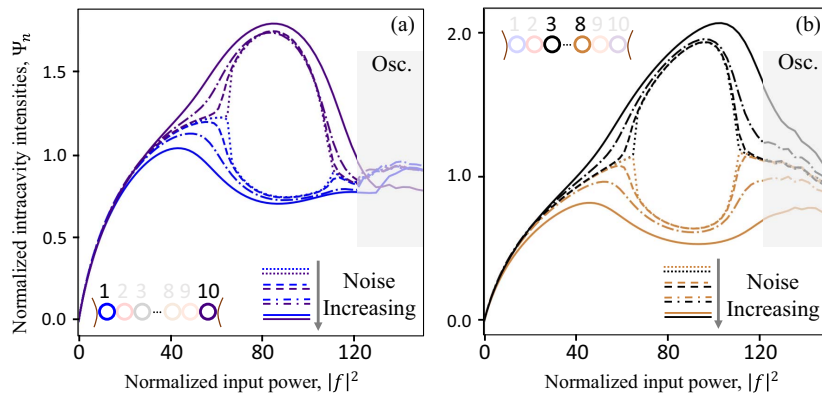 (a)
Osc.
1.5
1.0
0.5
0.0
Normalized intracavity intensities, Ψn
1 2 3 ... 8 9 10
Noise
Increasing
0 40 80 120
Normalized input power, |f|²
(b)
1 2 3 ... 8 9 10
Osc.
2.0
1.0
0.0
Noise
Increasing
0 40 80 120
Normalized input power, |f|²